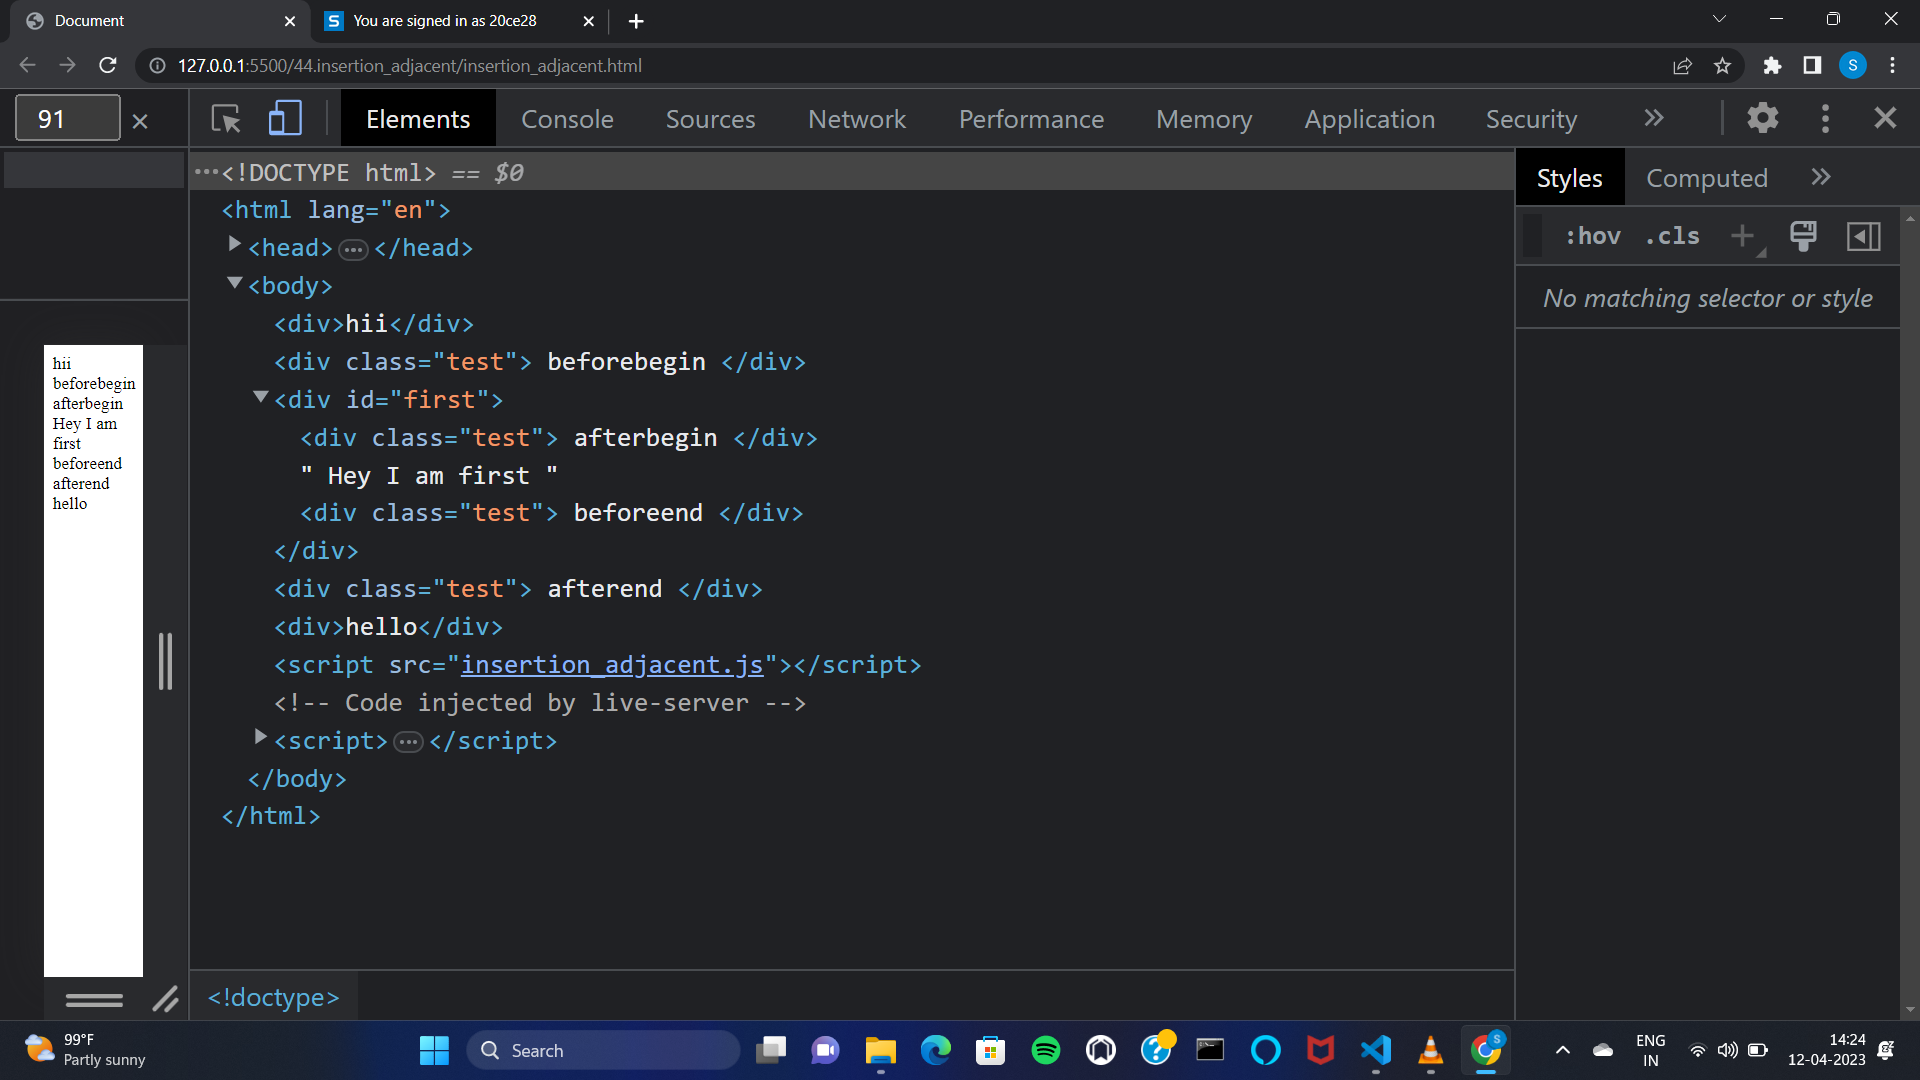 Document
You are signed in as 20ce28
127.0.0.1:5500/44.insertion_adjacent/insertion_adjacent.html
S
91
Elements
Console
Sources
Network
Performance
Memory
Application
Security
<!DOCTYPE html> == $0
<html lang="en">
<head> … </head>
<body>
<div>hii</div>
<div class="test"> beforebegin </div>
<div id="first">
<div class="test"> afterbegin </div>
" Hey I am first "
<div class="test"> beforeend </div>
</div>
<div class="test"> afterend </div>
<div>hello</div>
<script src="insertion_adjacent.js"></script>
<!-- Code injected by live-server -->
<script> … </script>
</body>
</html>
<!doctype>
Styles
Computed
:hov .cls
No matching selector or style
hii
beforebegin
afterbegin
Hey I am
first
beforeend
afterend
hello
99°F
Partly sunny
Search
ENG
IN
14:24
12-04-2023